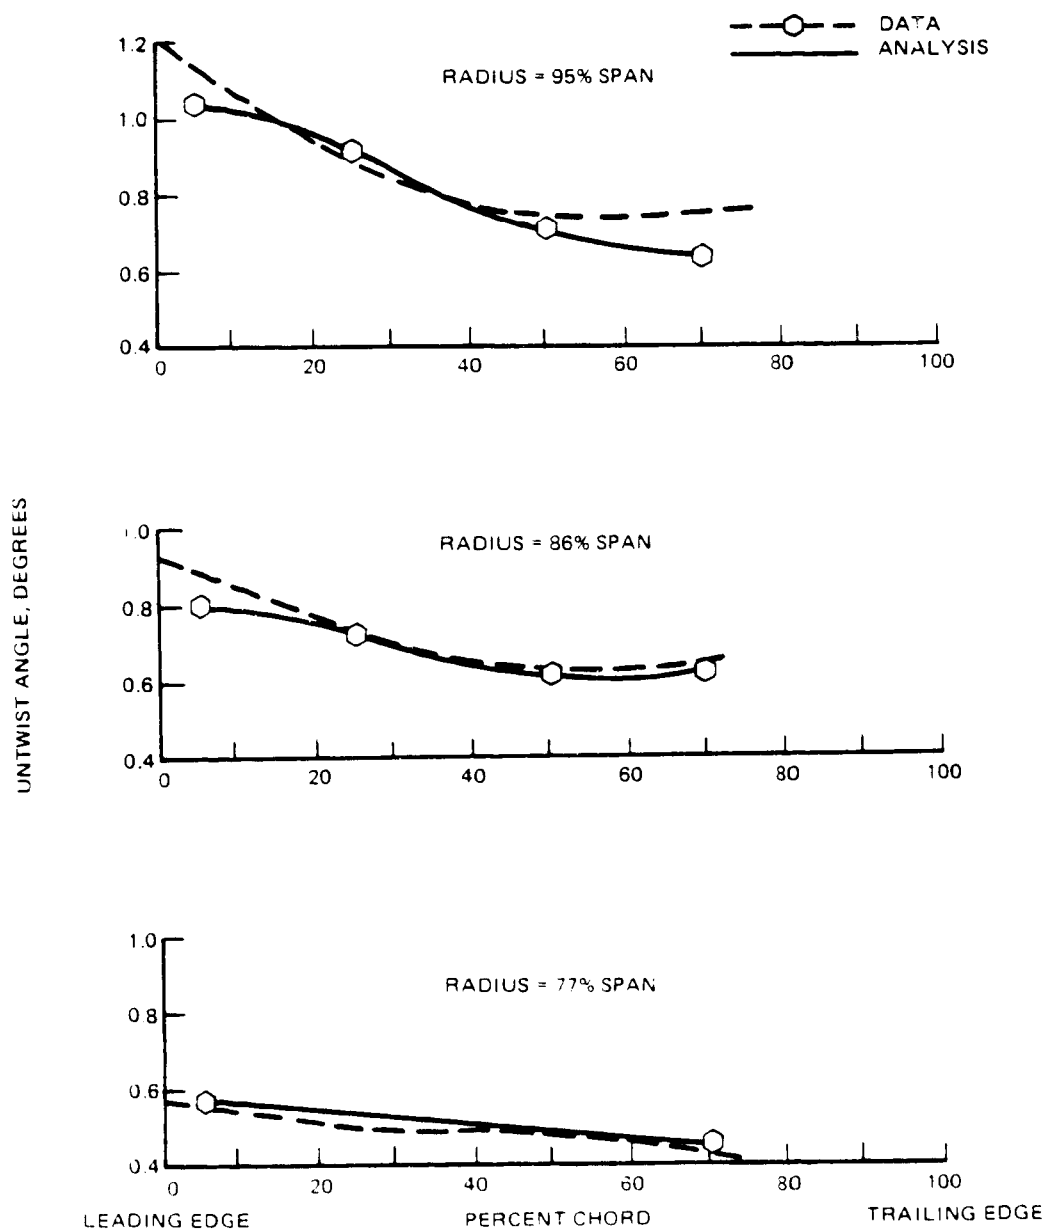 DATA
ANALYSIS
RADIUS = 95% SPAN
1.2
1.0
0.8
0.6
0.4
0 20 40 60 80 100
UNTWIST ANGLE, DEGREES
RADIUS = 86% SPAN
1.0
0.8
0.6
0.4
0 20 40 60 80 100
RADIUS = 77% SPAN
1.0
0.8
0.6
0.4
0 20 40 60 80 100
LEADING EDGE PERCENT CHORD TRAILING EDGE